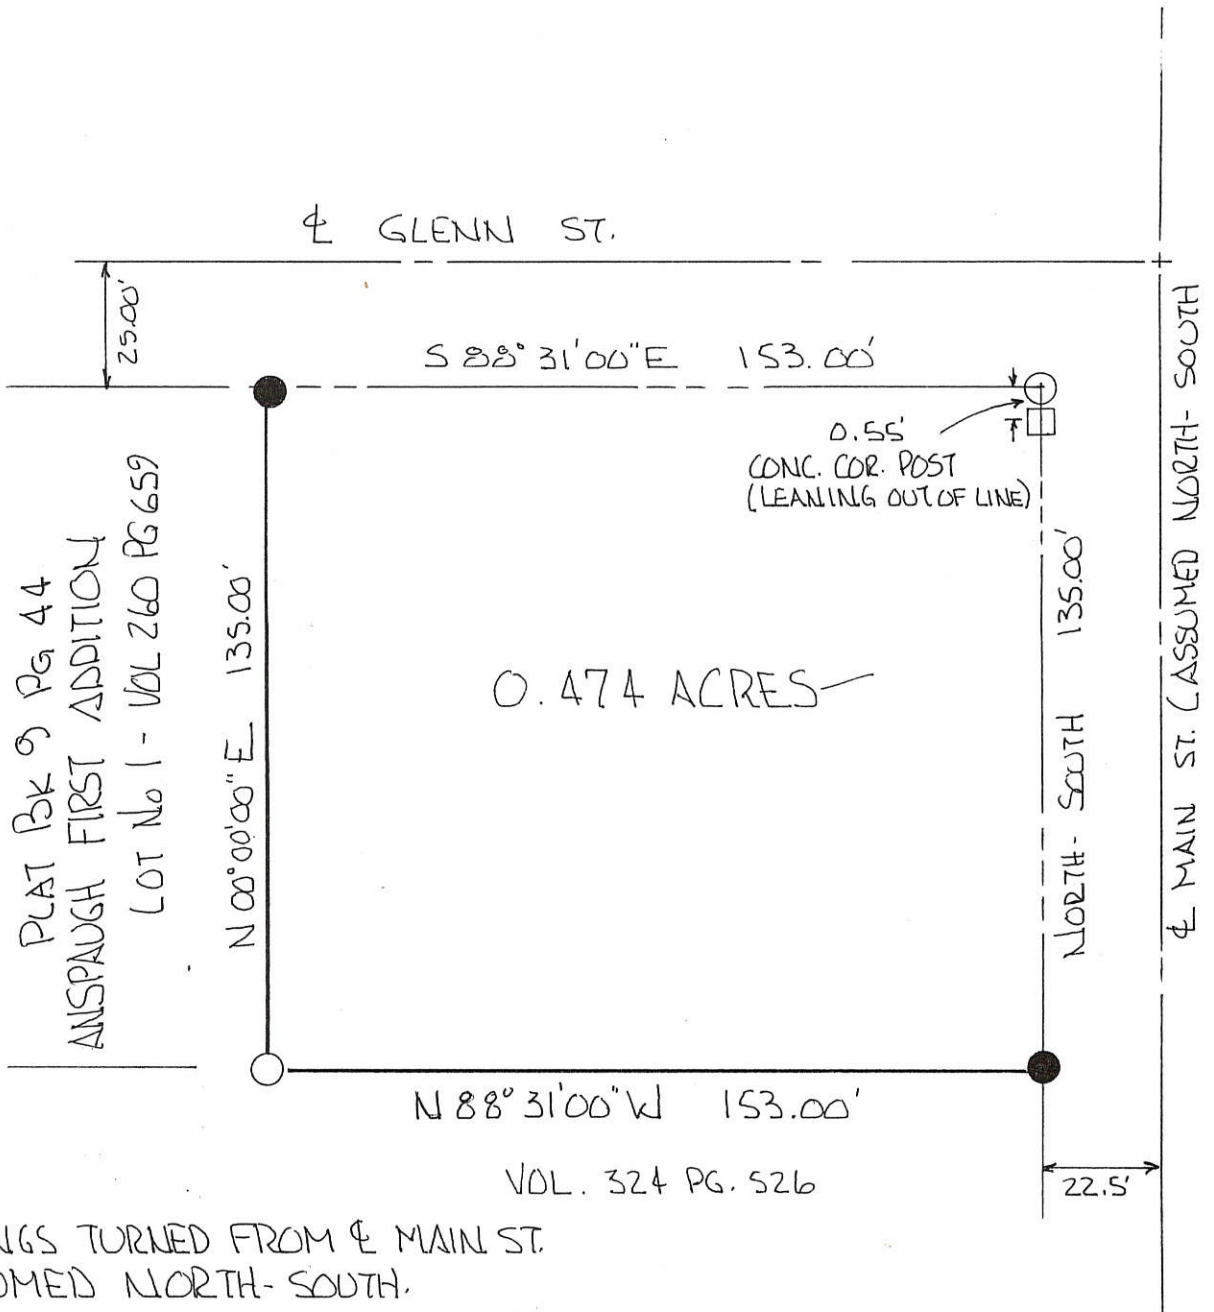 ℄ GLENN ST.
25.00'
S 88° 31' 00" E 153.00'
0.55'
CONC. COR. POST
(LEANING OUT OF LINE)
PLAT BK 9 PG 44
ANSPAUGH FIRST ADDITION
LOT No 1 - VOL 260 PG 659
N 00° 00' 00" E 135.00'
0.474 ACRES
NORTH - SOUTH 135.00'
℄ MAIN ST. (ASSUMED NORTH - SOUTH
N 88° 31' 00" W 153.00'
VOL. 324 PG. 526
22.5'
NGS TURNED FROM ℄ MAIN ST.
UMED NORTH - SOUTH.